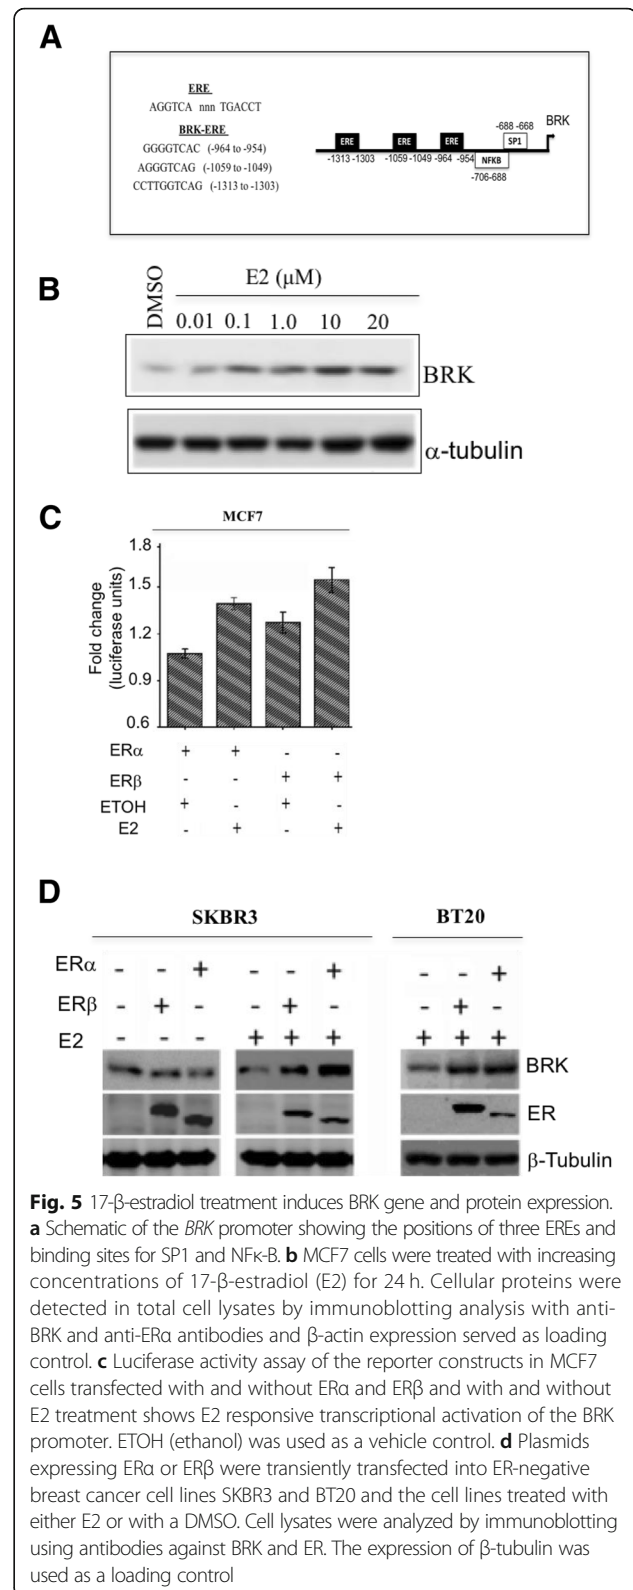 A
ERE
AGGTCA nnn TGACCT
BRK-ERE
GGGGTCAC (-964 to -954)
AGGGTCAG (-1059 to -1049)
CCTTGGTCAG (-1313 to -1303)
-688 -668
BRK
ERE ERE ERE SP1
-1313 -1303 -1059 -1049 -964 -954 NFKB
-706-688
B
DMSO
E2 (µM)
0.01 0.1 1.0 10 20
BRK
α-tubulin
C
MCF7
Fold change
(luciferase units)
1.8
1.5
1.2
0.9
0.6
ERα + + - -
ERβ - - + +
ETOH + - + -
E2 - + - +
D
SKBR3 BT20
ERα - - + - - + - - +
ERβ - + - - + - - + -
E2 - - - + + + + + +
BRK
ER
β-Tubulin
Fig. 5 17-β-estradiol treatment induces BRK gene and protein expression.
a Schematic of the BRK promoter showing the positions of three EREs and
binding sites for SP1 and NFκ-B. b MCF7 cells were treated with increasing
concentrations of 17-β-estradiol (E2) for 24 h. Cellular proteins were
detected in total cell lysates by immunoblotting analysis with anti-
BRK and anti-ERα antibodies and β-actin expression served as loading
control. c Luciferase activity assay of the reporter constructs in MCF7
cells transfected with and without ERα and ERβ and with and without
E2 treatment shows E2 responsive transcriptional activation of the BRK
promoter. ETOH (ethanol) was used as a vehicle control. d Plasmids
expressing ERα or ERβ were transiently transfected into ER-negative
breast cancer cell lines SKBR3 and BT20 and the cell lines treated with
either E2 or with a DMSO. Cell lysates were analyzed by immunoblotting
using antibodies against BRK and ER. The expression of β-tubulin was
used as a loading control